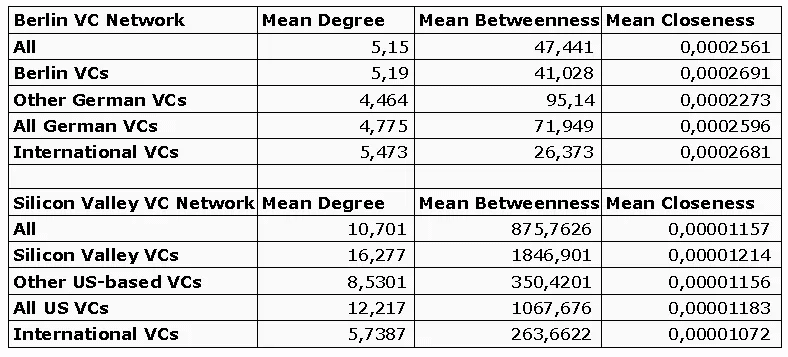 Berlin VC Network Mean Degree Mean Betweenness Mean Closeness
All 5,15 47,441 0,0002561
Berlin VCs 5,19 41,028 0,0002691
Other German VCs 4,464 95,14 0,0002273
All German VCs 4,775 71,949 0,0002596
International VCs 5,473 26,373 0,0002681
Silicon Valley VC Network Mean Degree Mean Betweenness Mean Closeness
All 10,701 875,7626 0,00001157
Silicon Valley VCs 16,277 1846,901 0,00001214
Other US-based VCs 8,5301 350,4201 0,00001156
All US VCs 12,217 1067,676 0,00001183
International VCs 5,7387 263,6622 0,00001072